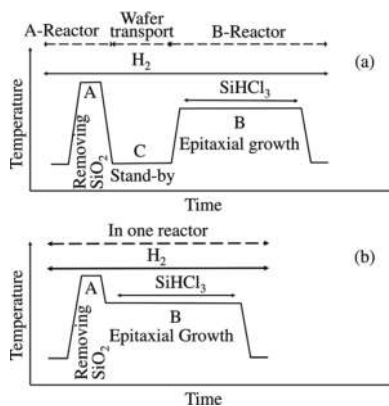 Wafer
A-Reactor transport B-Reactor
H2
(a)
SiHCl3
A
B
Epitaxial growth
C
Stand-by
Removing
SiO2
Temperature
Time
In one reactor
H2
(b)
SiHCl3
A
B
Epitaxial Growth
Removing
SiO2
Temperature
Time